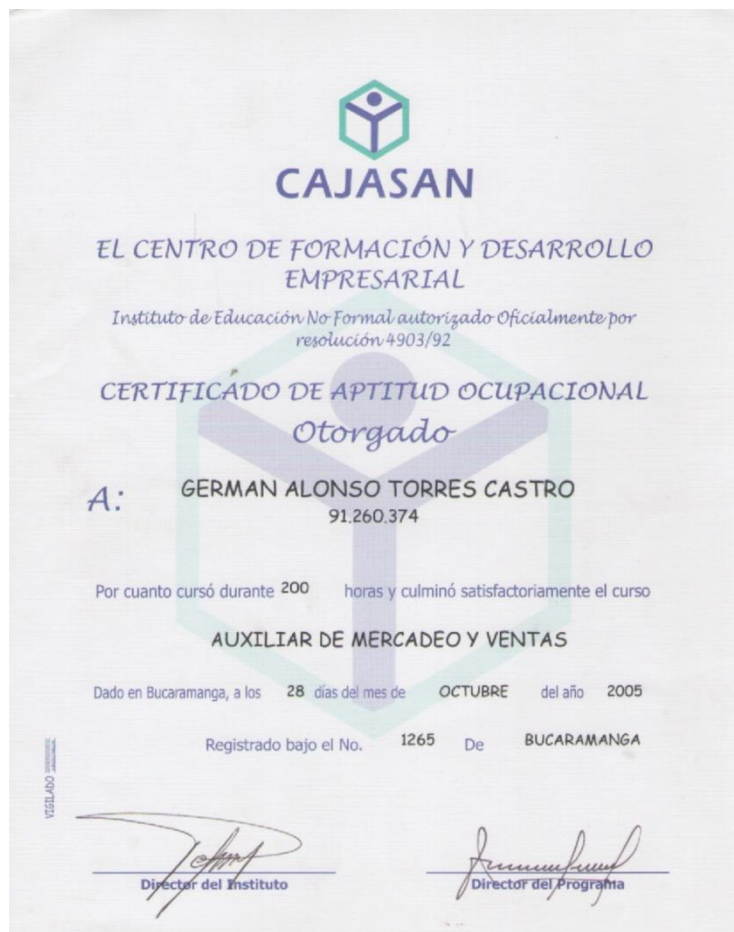 CAJASAN
EL CENTRO DE FORMACIÓN Y DESARROLLO
EMPRESARIAL
Instituto de Educación No Formal autorizado Oficialmente por
resolución 4903/92
CERTIFICADO DE APTITUD OCUPACIONAL
Otorgado
A: GERMAN ALONSO TORRES CASTRO
91.260.374
Por cuanto cursó durante 200 horas y culminó satisfactoriamente el curso
AUXILIAR DE MERCADEO Y VENTAS
Dado en Bucaramanga, a los 28 días del mes de OCTUBRE del año 2005
Registrado bajo el No. 1265 De BUCARAMANGA
VIGILADO
Director del Instituto
Director del Programa